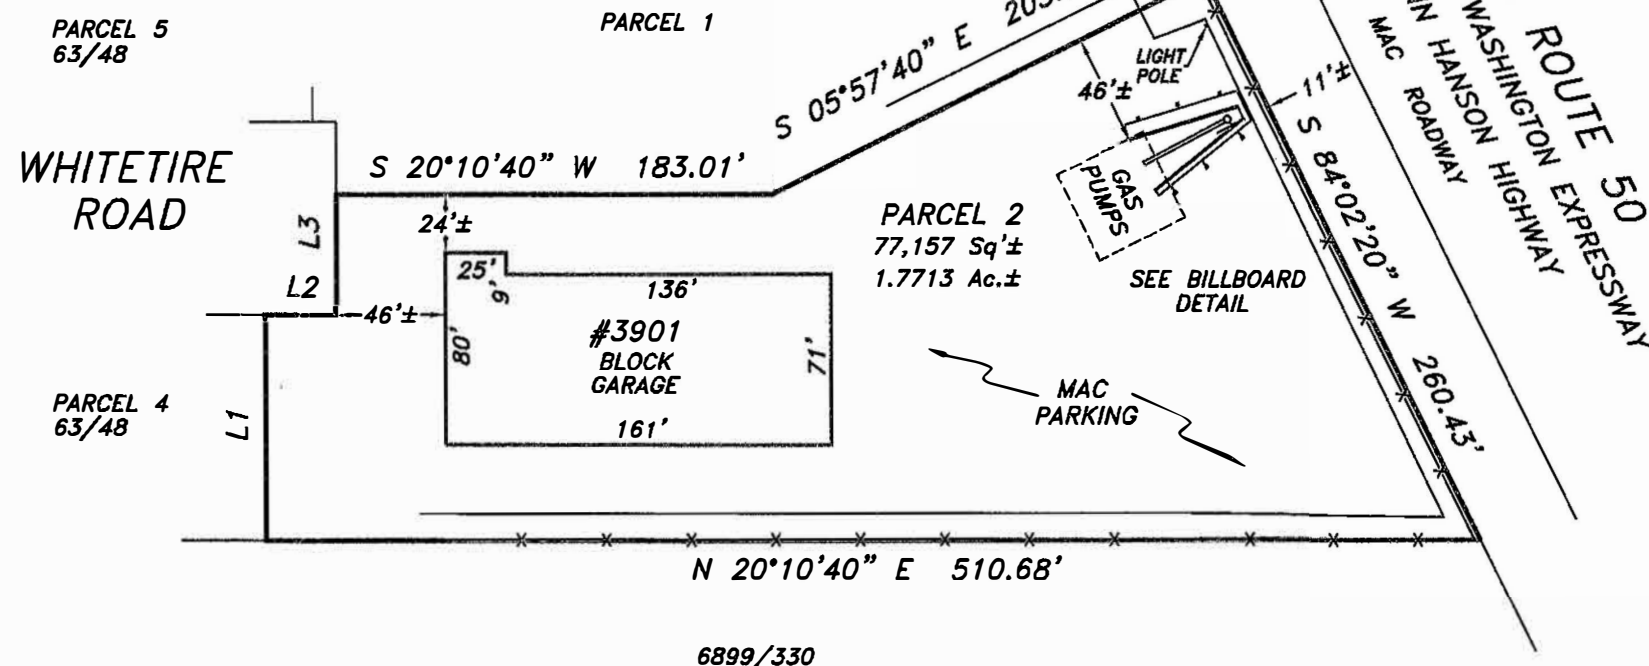 PARCEL 5
63/48
PARCEL 1
S 05°57'40" E
LIGHT
POLE
46'±
11'±
ROUTE 50
WASHINGTON EXPRESSWAY
HANSON HIGHWAY
MAC ROADWAY
WHITETIRE
ROAD
S 20°10'40" W 183.01'
GAS
PUMPS
S 84°02'20" W 260.43'
L3
24'±
PARCEL 2
77,157 Sq'±
1.7713 Ac.±
SEE BILLBOARD
DETAIL
L2
46'±
25'
9'
136'
80'
#3901
BLOCK
GARAGE
71'
161'
MAC
PARKING
PARCEL 4
63/48
L1
N 20°10'40" E 510.68'
6899/330